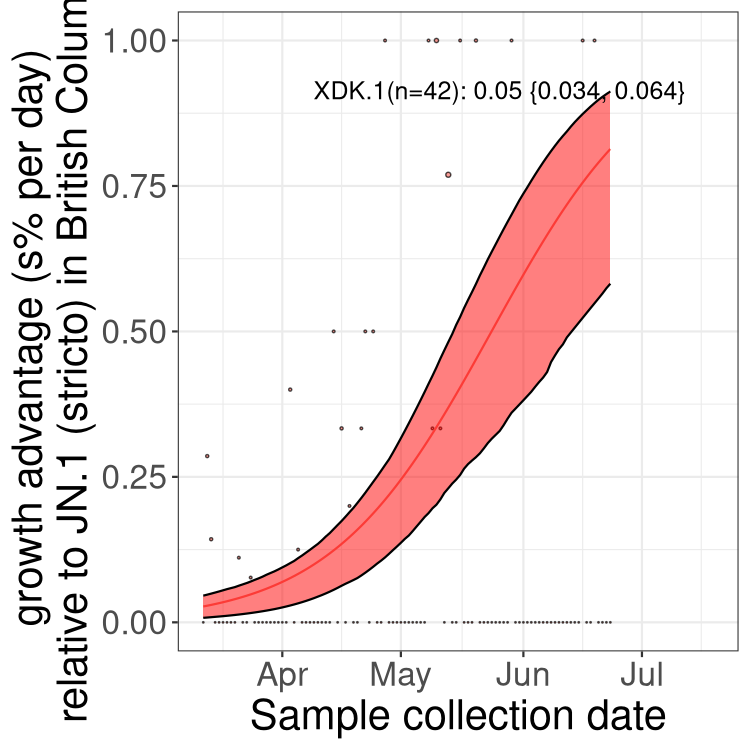 growth advantage (s% per day)
relative to JN.1 (stricto) in British Colum
1.00
0.75
0.50
0.25
0.00
XDK.1(n=42): 0.05 {0.034, 0.064}
Apr May Jun Jul
Sample collection date